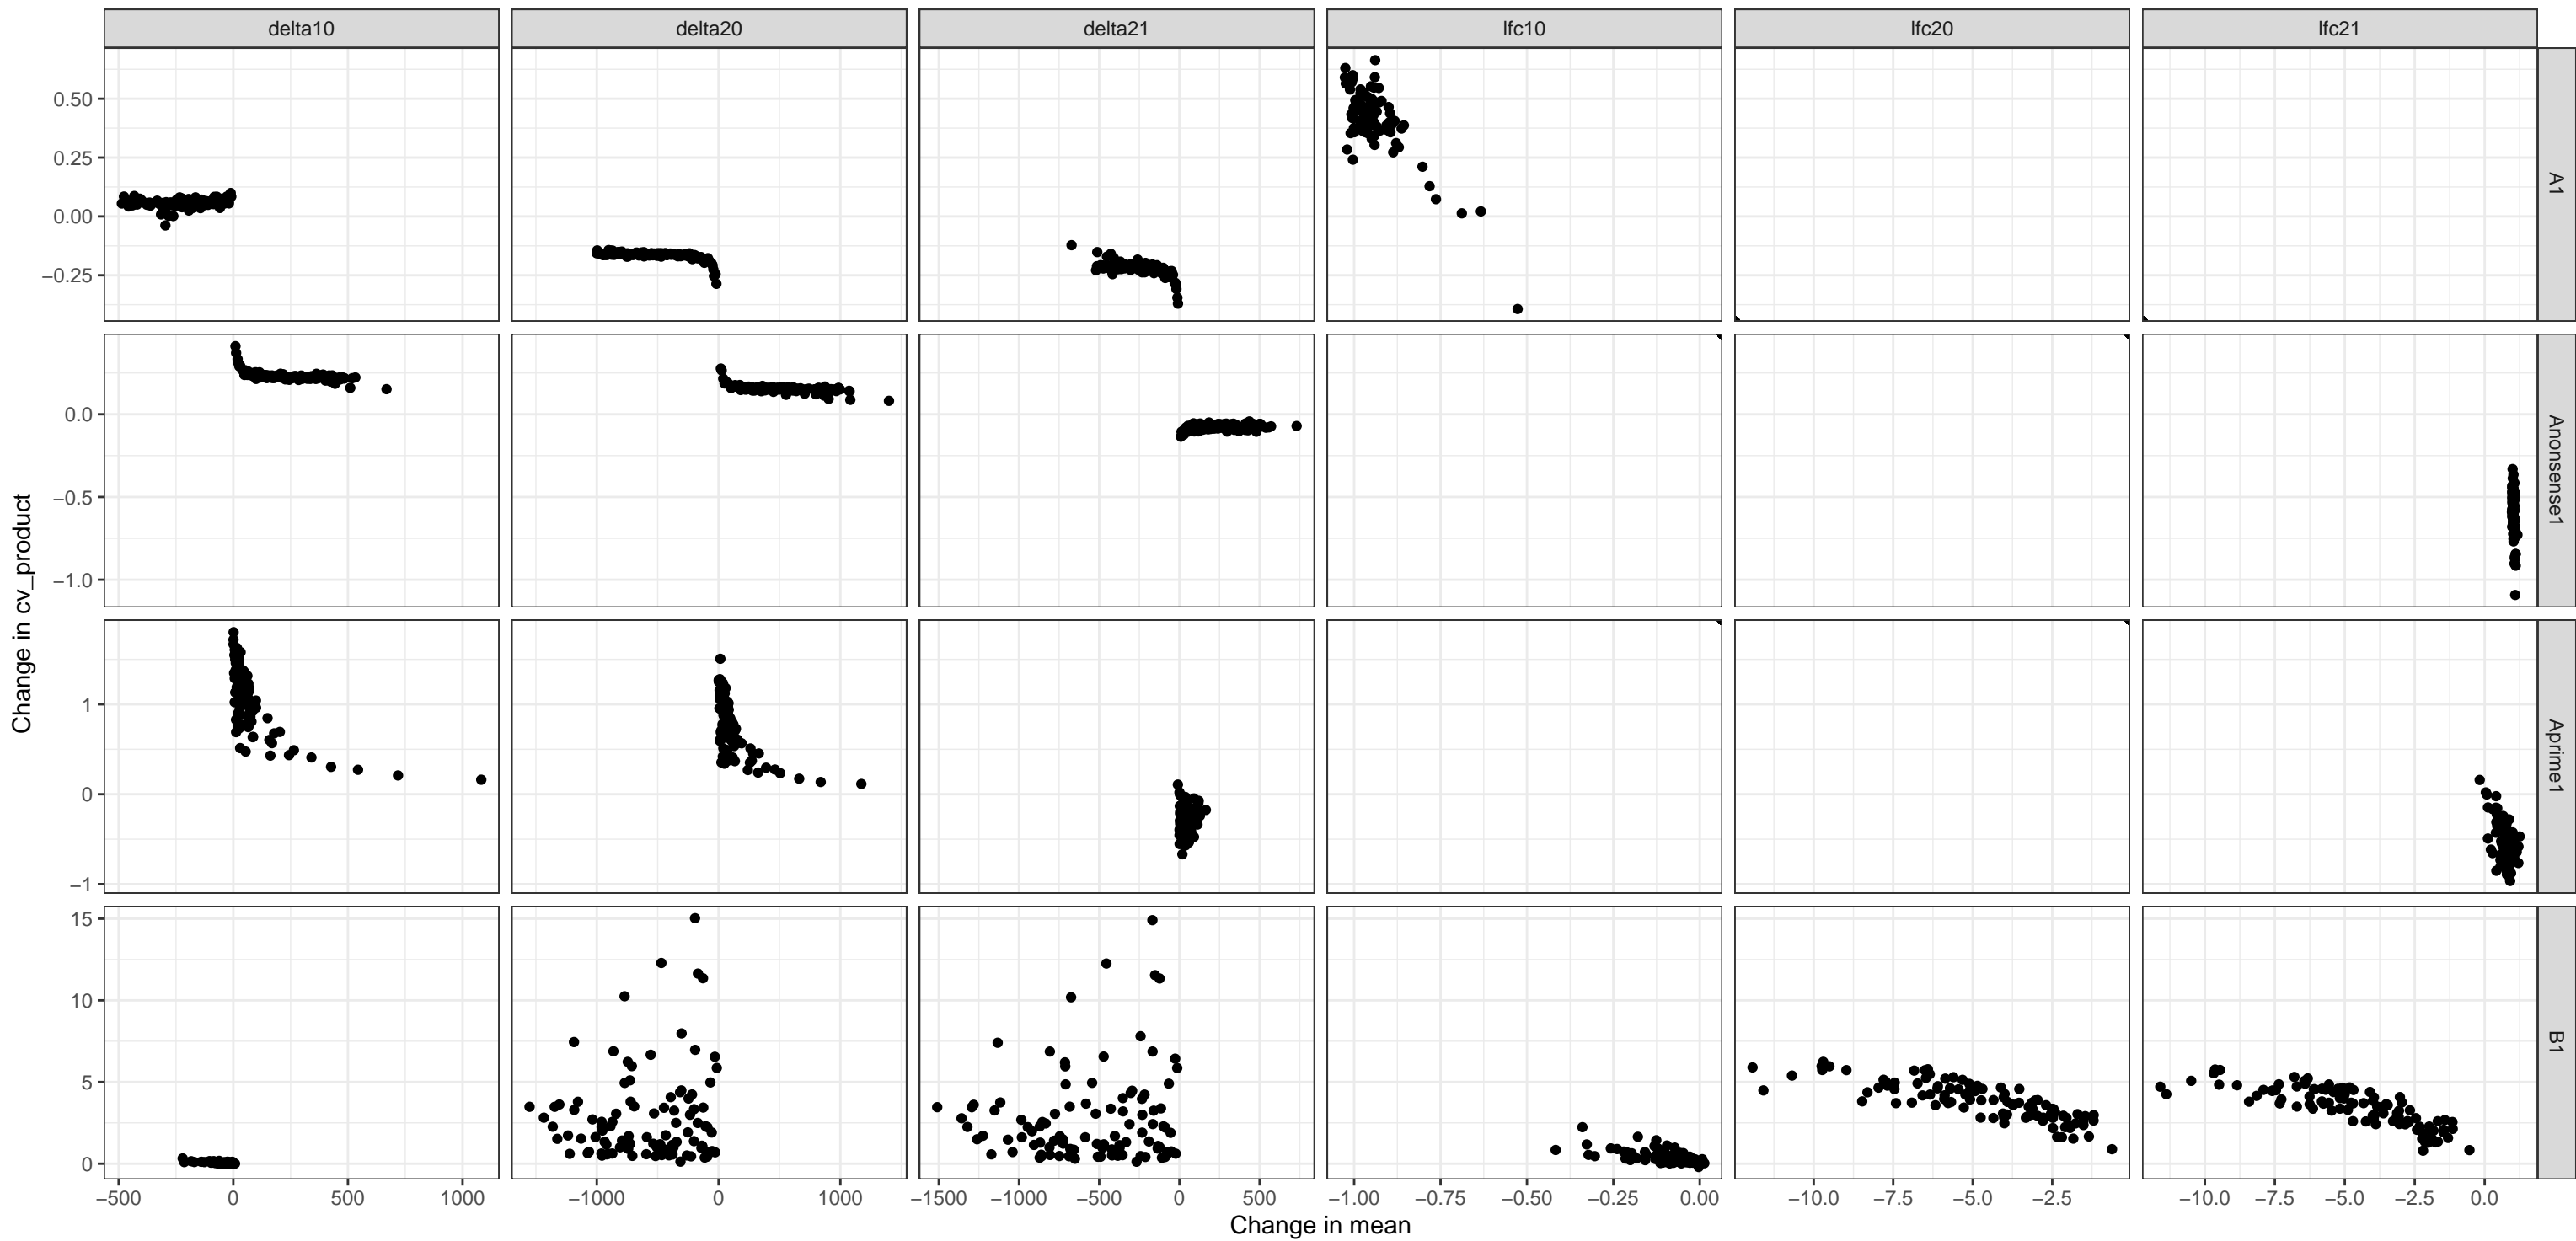 delta10 delta20 delta21 lfc10 lfc20 lfc21
0.50
0.25
0.00
−0.25
A1
0.0
−0.5
−1.0
Anonsense1
1
0
−1
Aprime1
15
10
5
0
B1
−500 0 500 1000 −1000 0 1000 −1500 −1000 −500 0 500 −1.00 −0.75 −0.50 −0.25 0.00 −10.0 −7.5 −5.0 −2.5 −10.0 −7.5 −5.0 −2.5 0.0
Change in mean
Change in cv_product